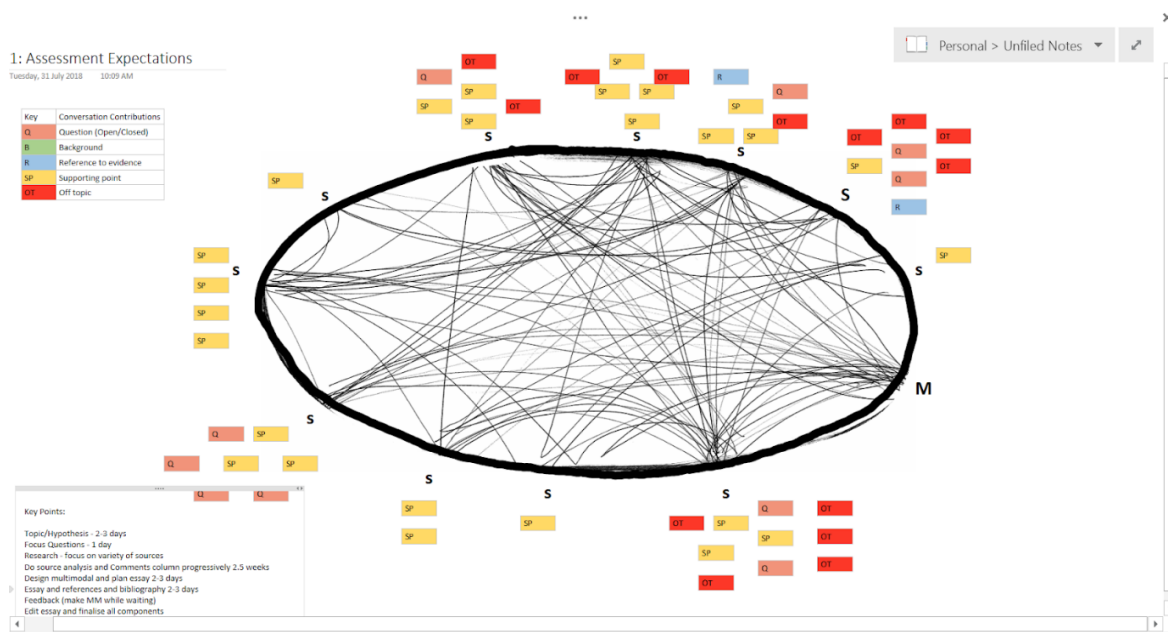 Personal > Unfiled Notes
1: Assessment Expectations
Tuesday, 31 July 2018 10:09 AM
Key Conversation Contributions
Q Question (Open/Closed)
B Background
R Reference to evidence
SP Supporting point
OT Off topic
OT
Q
SP
SP OT
SP
S
SP
OT OT
SP SP
SP
S
R
Q
SP
OT
SP SP
S
OT
OT OT
Q
SP OT
Q
R
S
SP
S
SP
S
SP
S
SP
SP
SP
M
S
Q SP
Q SP SP
Q Q
S
SP
SP
S
SP
S
Q OT
OT SP
SP OT
SP
Q OT
OT
Key Points:
Topic/Hypothesis - 2-3 days
Focus Questions - 1 day
Research - focus on variety of sources
Do source analysis and Comments column progressively 2.5 weeks
Design multimodal and plan essay 2-3 days
Essay and references and bibliography 2-3 days
Feedback (make MM while waiting)
Edit essay and finalise all components